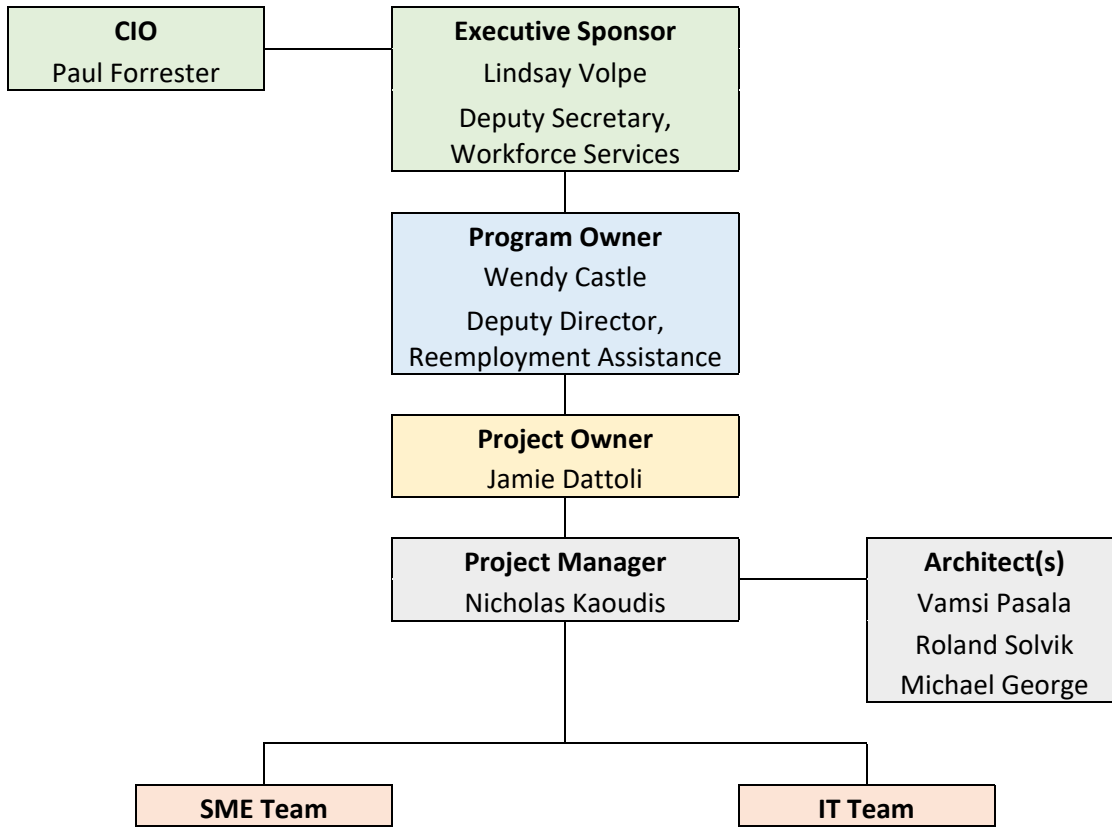 CIO
Paul Forrester
Executive Sponsor
Lindsay Volpe
Deputy Secretary,
Workforce Services
Program Owner
Wendy Castle
Deputy Director,
Reemployment Assistance
Project Owner
Jamie Dattoli
Project Manager
Nicholas Kaoudis
Architect(s)
Vamsi Pasala
Roland Solvik
Michael George
SME Team
IT Team